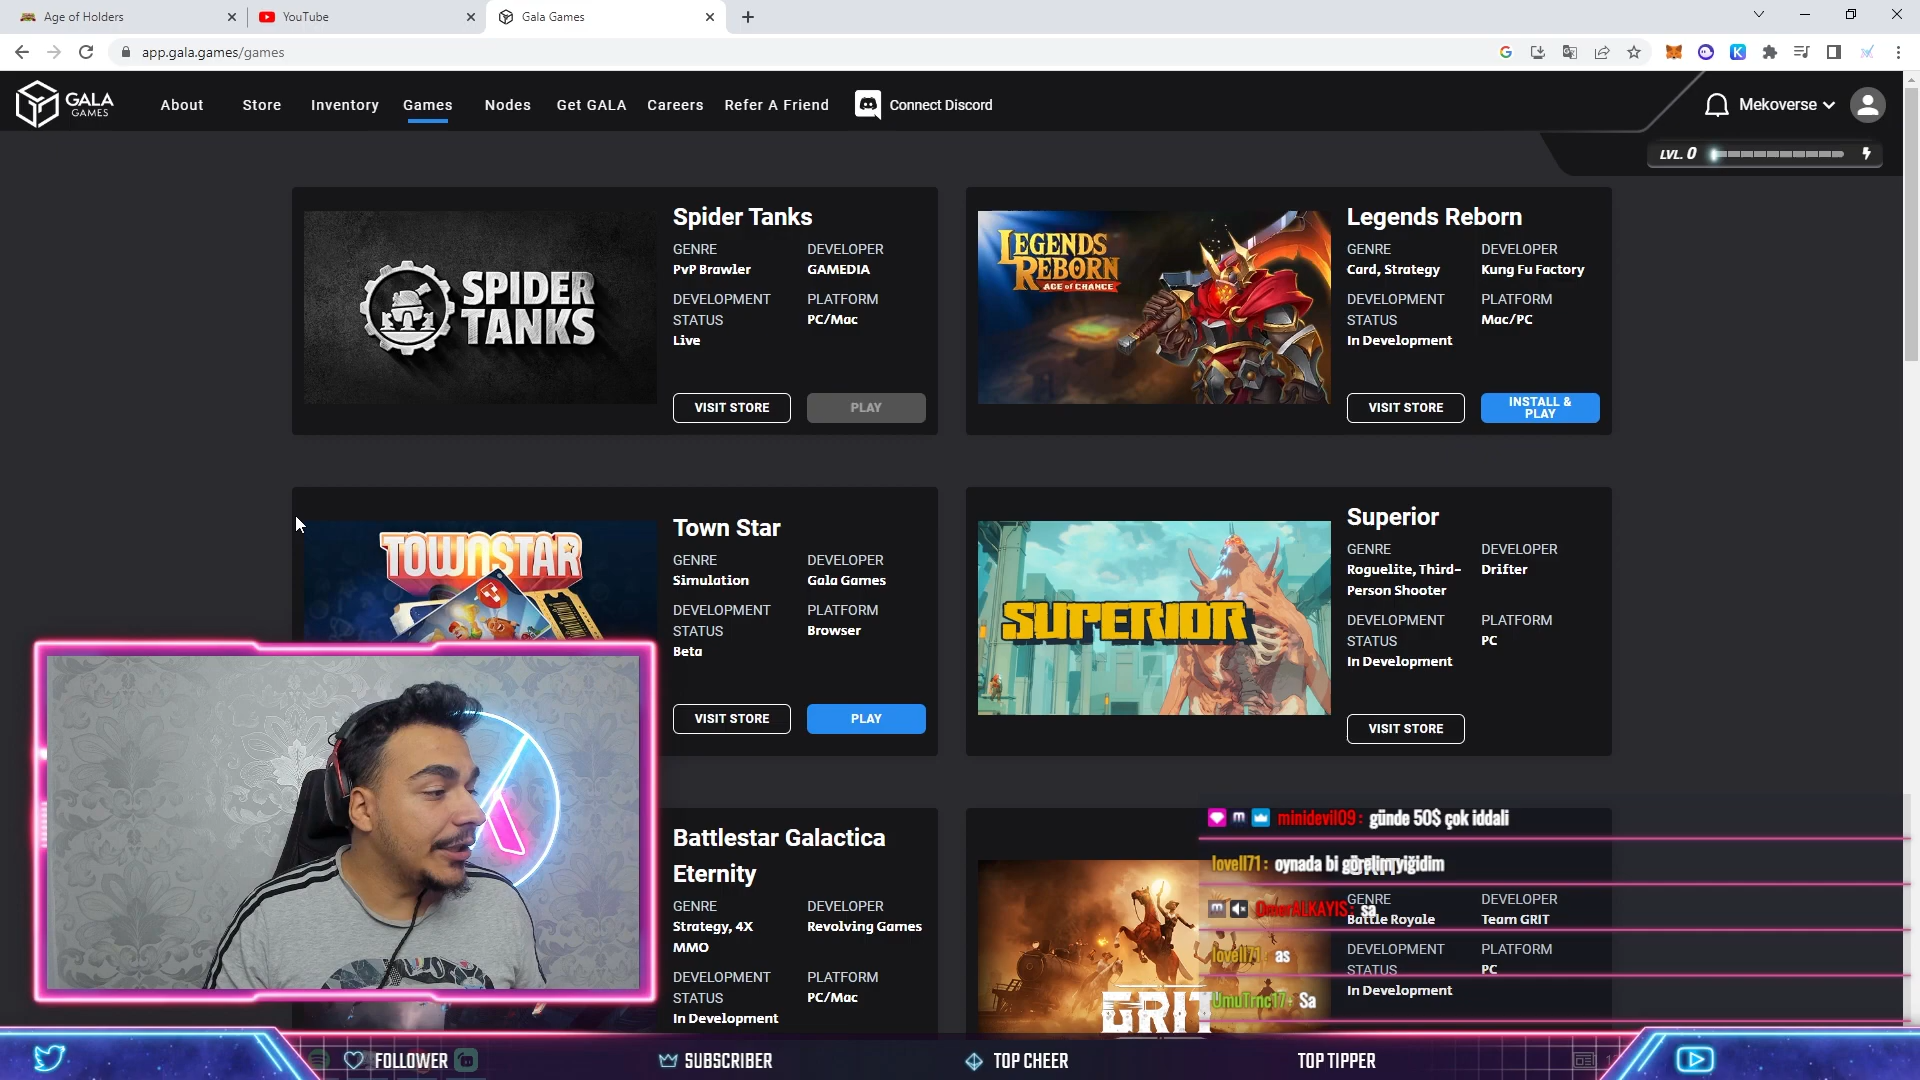 Age of Holders
YouTube
Gala Games
app.gala.games/games
GALA
GAMES
About
Store
Inventory
Games
Nodes
Get GALA
Careers
Refer A Friend
Connect Discord
Mekoverse
LVL. 0
SPIDER
TANKS
Spider Tanks
GENRE
PvP Brawler
DEVELOPER
GAMEDIA
DEVELOPMENT
STATUS
Live
PLATFORM
PC/Mac
VISIT STORE
PLAY
LEGENDS
REBORN
AGE OF CHANCE
Legends Reborn
GENRE
Card, Strategy
DEVELOPER
Kung Fu Factory
DEVELOPMENT
STATUS
In Development
PLATFORM
Mac/PC
VISIT STORE
INSTALL &
PLAY
TOWNSTAR
Town Star
GENRE
Simulation
DEVELOPER
Gala Games
DEVELOPMENT
STATUS
Beta
PLATFORM
Browser
VISIT STORE
PLAY
SUPERIOR
Superior
GENRE
Roguelite, Third-
Person Shooter
DEVELOPER
Drifter
DEVELOPMENT
STATUS
In Development
PLATFORM
PC
VISIT STORE
Battlestar Galactica
Eternity
GENRE
Strategy, 4X
MMO
DEVELOPER
Revolving Games
DEVELOPMENT
STATUS
In Development
PLATFORM
PC/Mac
GRIT
GENRE
Battle Royale
DEVELOPER
Team GRIT
DEVELOPMENT
STATUS
In Development
PLATFORM
PC
minidevil09: günde 50$ çok iddali
lovell71: oynada bi görelim yiğidim
OmerALKAYIS: sa
lovell71: as
UmuTrnc17: Sa
FOLLOWER
SUBSCRIBER
TOP CHEER
TOP TIPPER